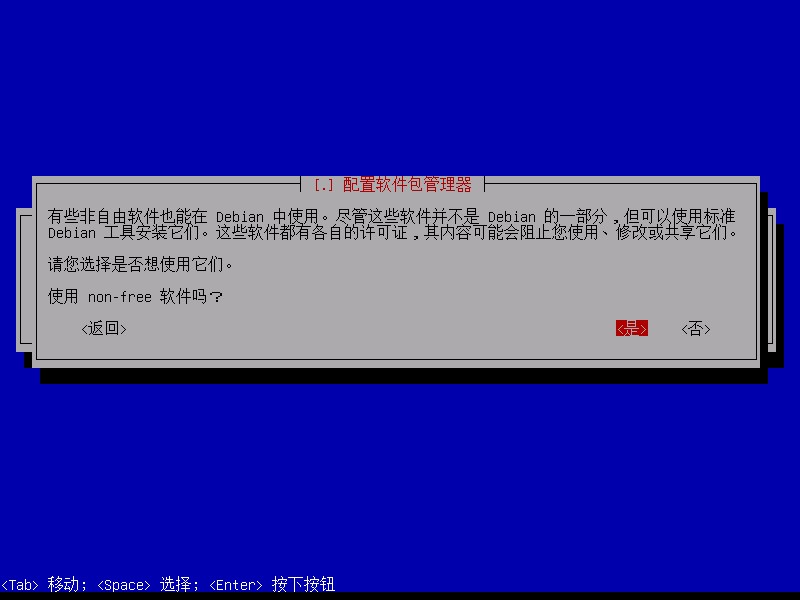 [.] 配置软件包管理器
有些非自由软件也能在 Debian 中使用。尽管这些软件并不是 Debian 的一部分，但可以使用标准
Debian 工具安装它们。这些软件都有各自的许可证，其内容可能会阻止您使用、修改或共享它们。
请您选择是否想使用它们。
使用 non-free 软件吗？
<返回> <是> <否>
<Tab> 移动; <Space> 选择; <Enter> 按下按钮